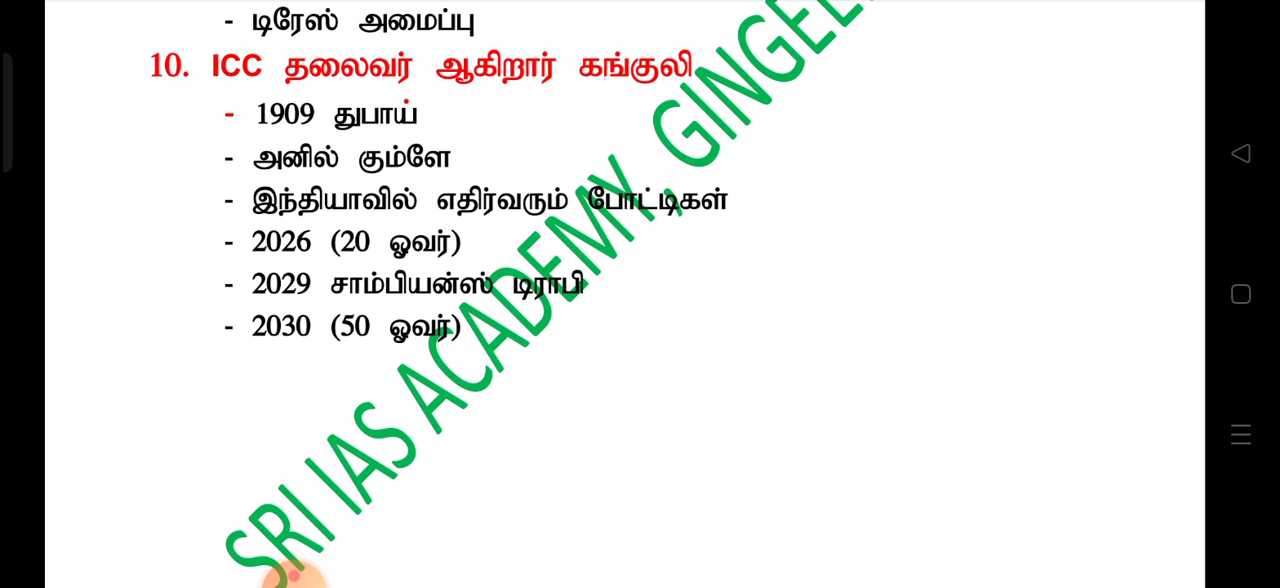 - டிரேஸ் அமைப்பு
10. ICC தலைவர் ஆகிறார் கங்குலி
- 1909 துபாய்
- அனில் கும்ளே
- இந்தியாவில் எதிர்வரும் போட்டிகள்
- 2026 (20 ஓவர்)
- 2029 சாம்பியன்ஸ் டிராபி
- 2030 (50 ஓவர்)
SRI IAS ACADEMY, GINGEE